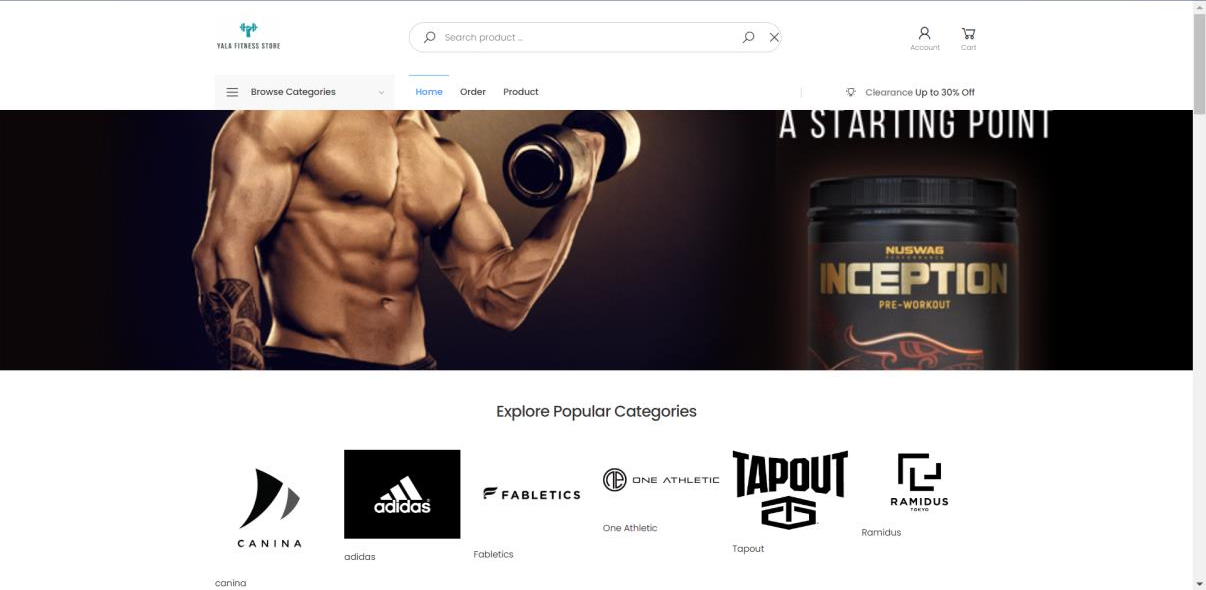 YALA FITNESS STORE
Search product ...
Account
Cart
Browse Categories
Home
Order
Product
Clearance Up to 30% Off
A STARTING POINT
NUSWAG
PERFORMANCE
INCEPTION
PRE-WORKOUT
Explore Popular Categories
CANINA
canina
adidas
adidas
FABLETICS
Fabletics
ONE ATHLETIC
One Athletic
TAPOUT
Tapout
RAMIDUS
TOKYO
Ramidus